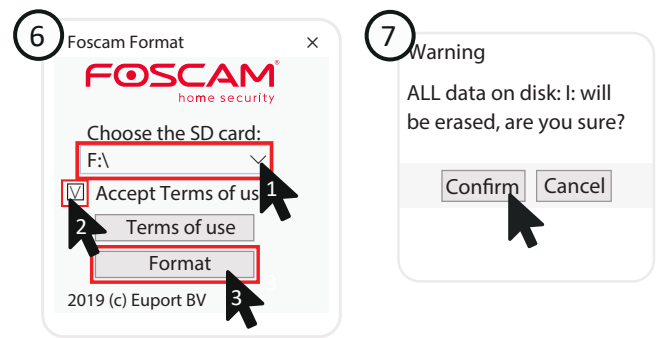 6
Foscam Format ×
FOSCAM
home security
Choose the SD card:
F:\
1
V Accept Terms of us
2
Terms of use
Format
3
3
2019 (c) Euport BV
7
Warning
ALL data on disk: I: will
be erased, are you sure?
Confirm Cancel